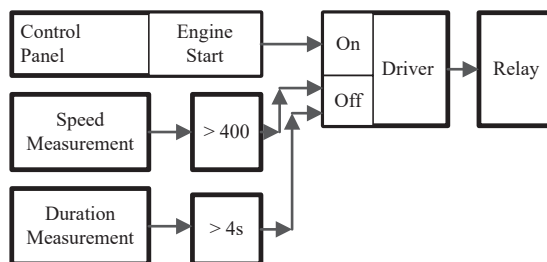 Control
Panel
Engine
Start
On
Off
Driver
Relay
Speed
Measurement
> 400
Duration
Measurement
> 4s